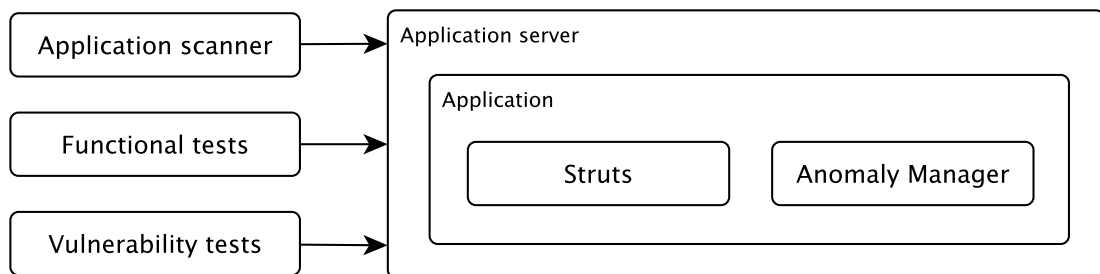 Application scanner
Functional tests
Vulnerability tests
Application server
Application
Struts
Anomaly Manager